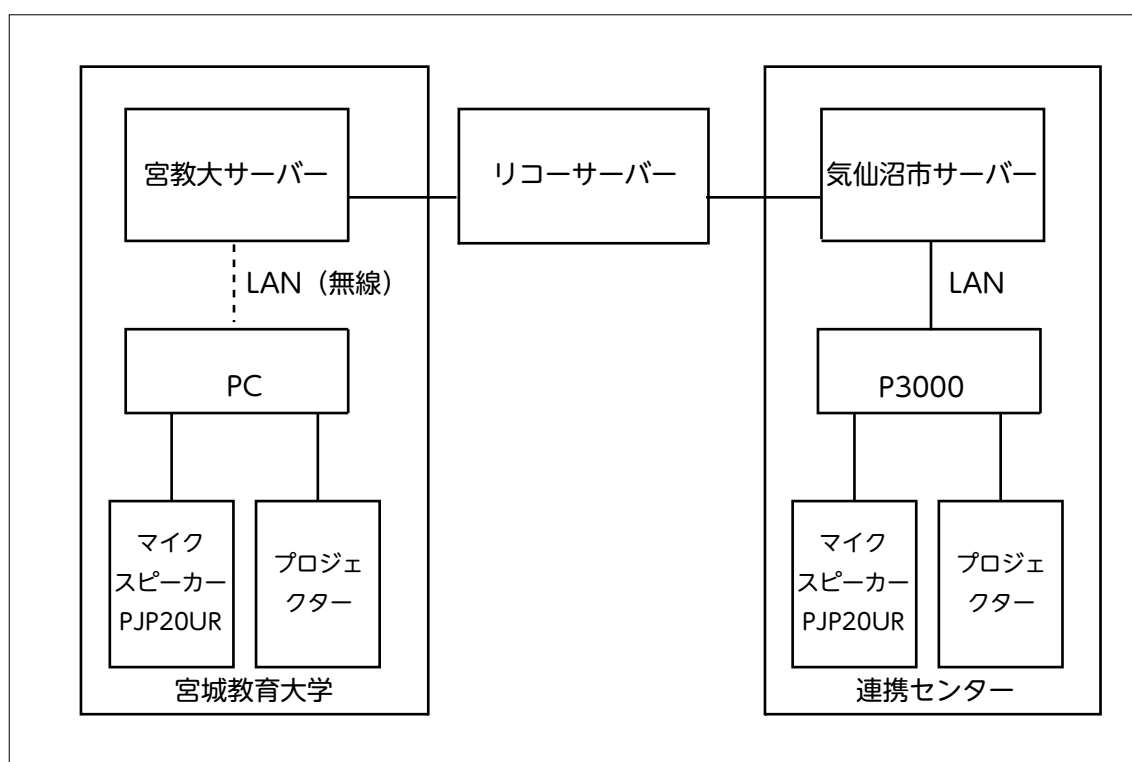 宮教大サーバー
リコーサーバー
気仙沼市サーバー
LAN（無線）
LAN
PC
P3000
マイク
スピーカー
PJP20UR
プロジェ
クター
マイク
スピーカー
PJP20UR
プロジェ
クター
宮城教育大学
連携センター